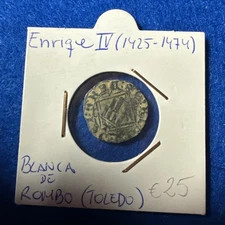 Enrique IV (1425-1474)
BLANCA
DE
ROMBO (TOLEDO) €25